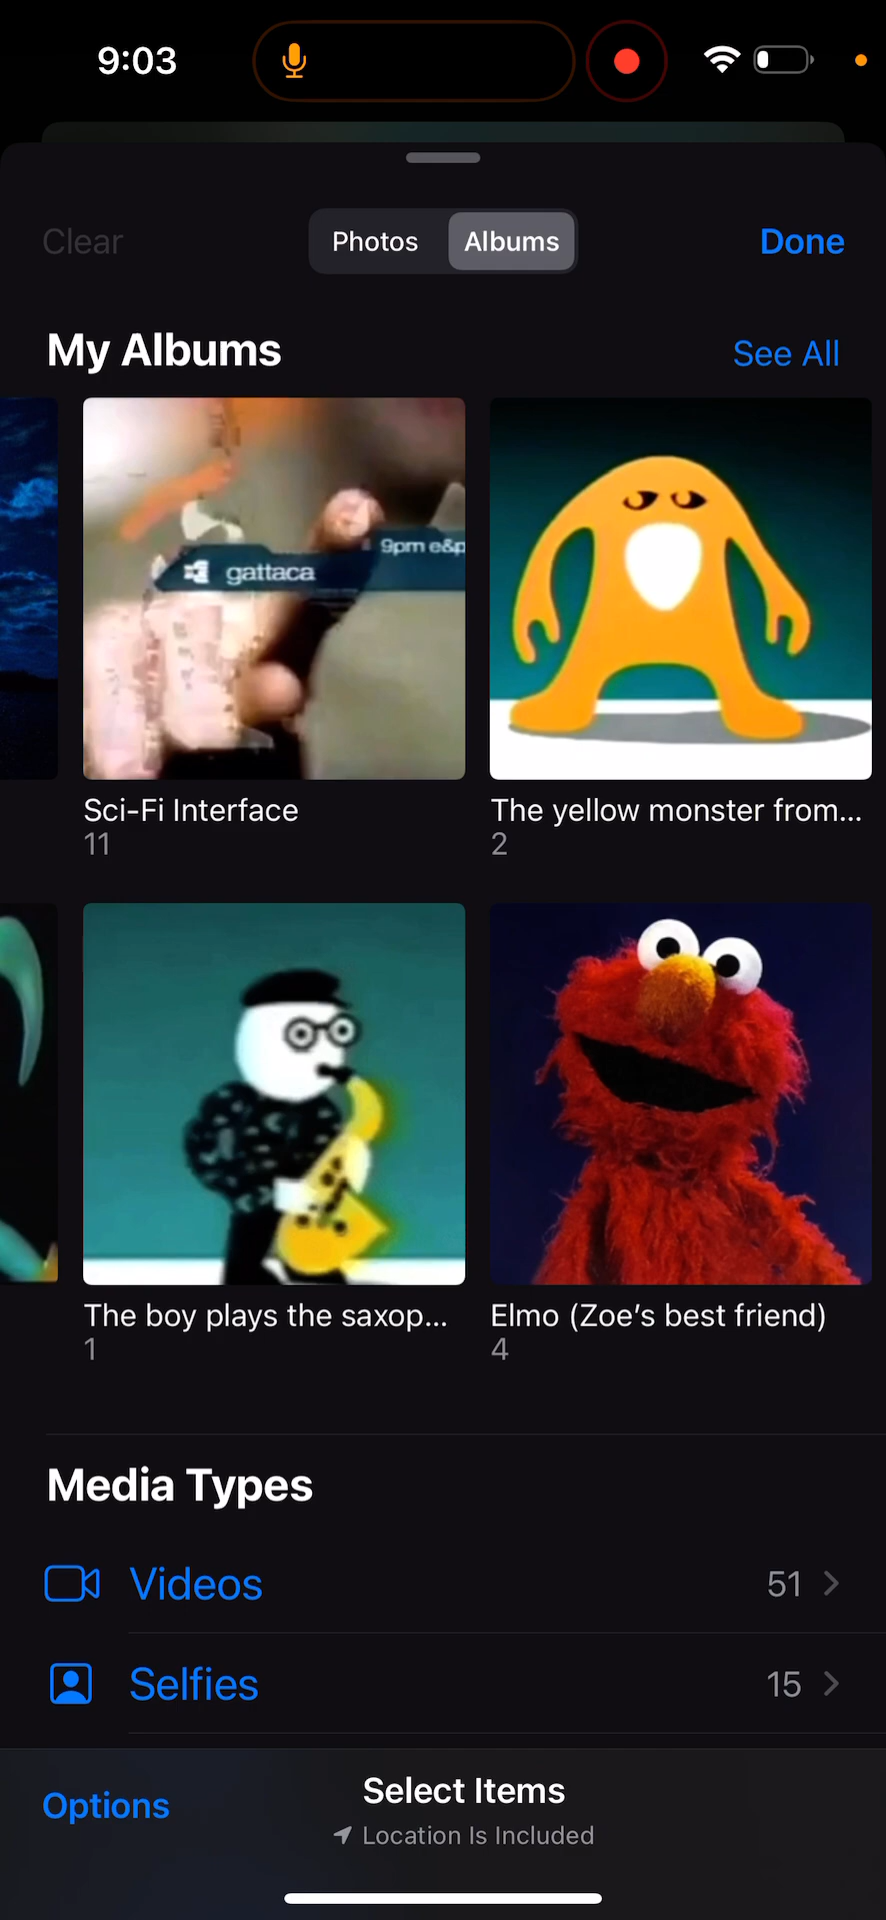 9:03
Clear
Photos
Albums
Done
My Albums
See All
9pm e&p
gattaca
Sci-Fi Interface
11
The yellow monster from...
2
The boy plays the saxop...
1
Elmo (Zoe's best friend)
4
Media Types
Videos
51
Selfies
15
Options
Select Items
Location Is Included